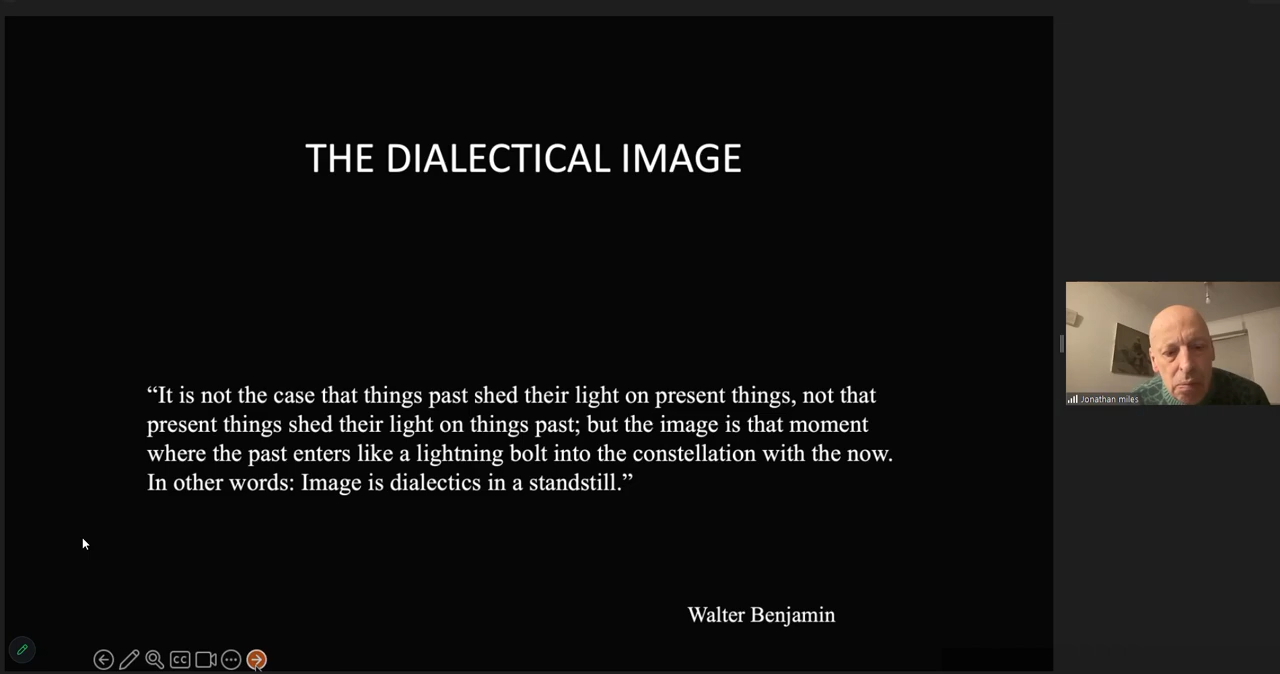 THE DIALECTICAL IMAGE
“It is not the case that things past shed their light on present things, not that
present things shed their light on things past; but the image is that moment
where the past enters like a lightning bolt into the constellation with the now.
In other words: Image is dialectics in a standstill.”
Jonathan miles
Walter Benjamin
CC